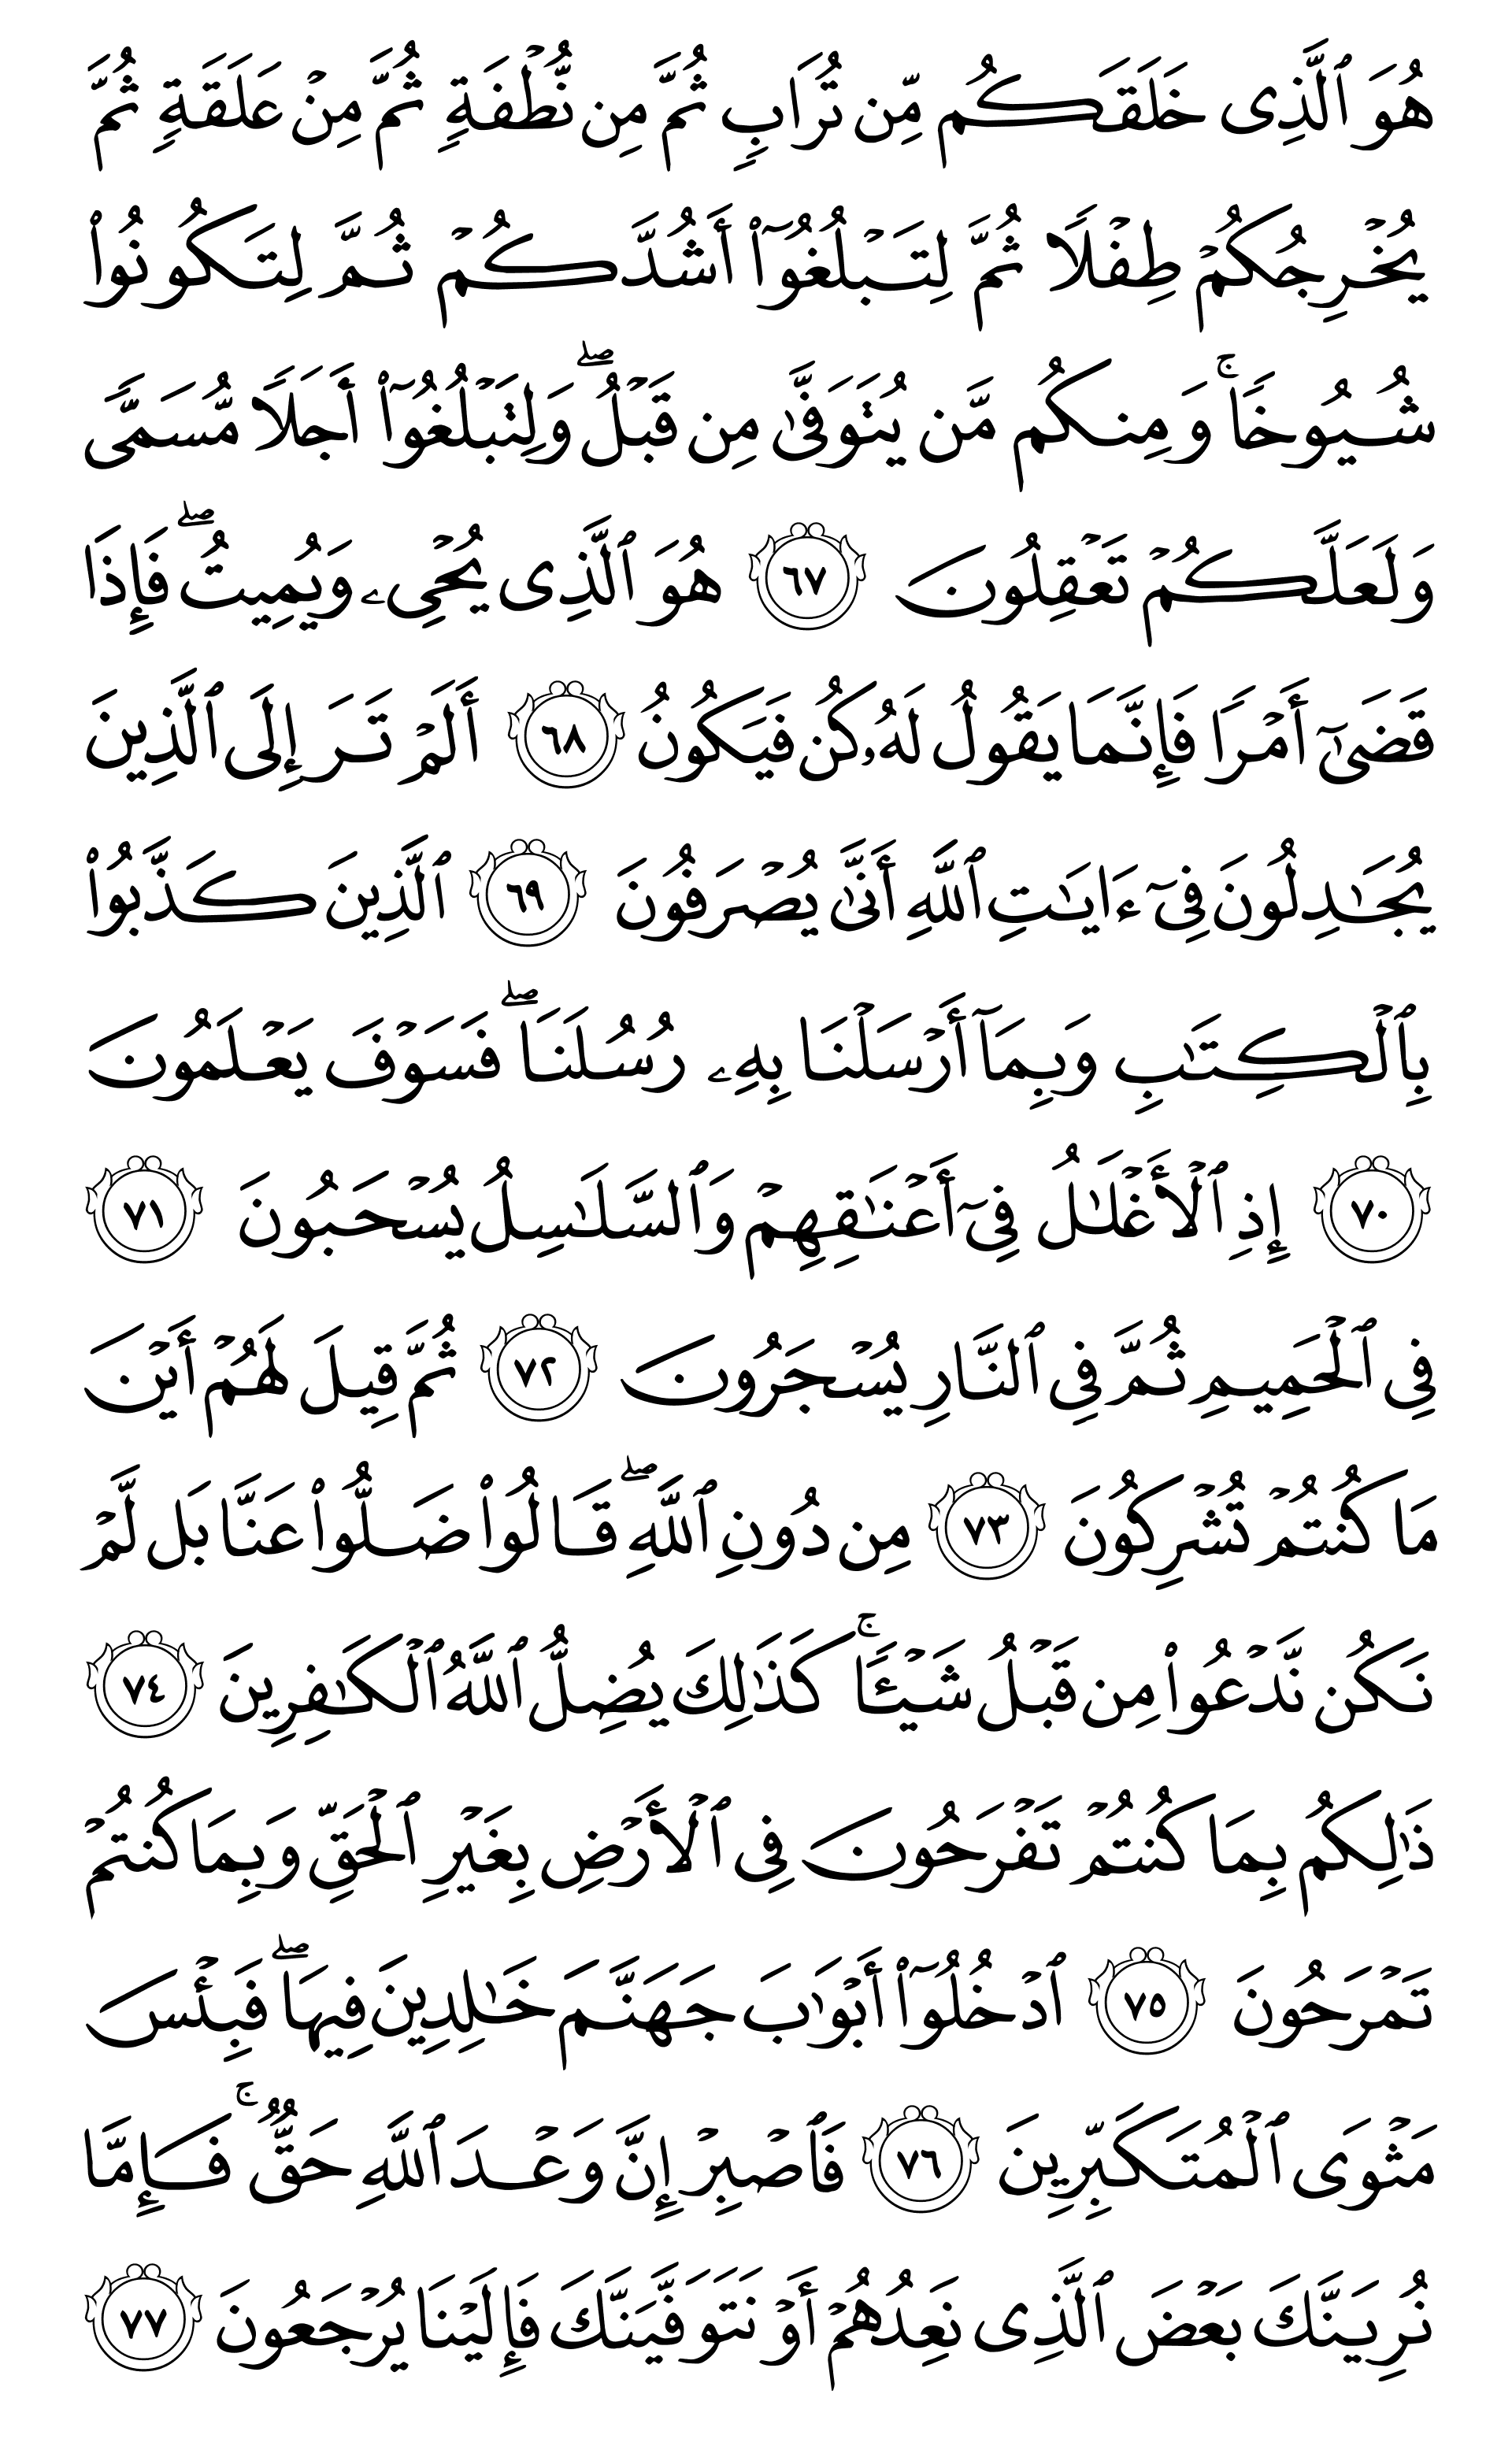 هُوَ ٱلَّذِى خَلَقَكُم مِّن تُرَابٍ ثُمَّ مِن نُّطْفَةٍ ثُمَّ مِنْ عَلَقَةٍ ثُمَّ
يُخْرِجُكُمْ طِفْلًا ثُمَّ لِتَبْلُغُوٓا۟ أَشُدَّكُمْ ثُمَّ لِتَكُونُوا۟
شُيُوخًا ۚ وَمِنكُم مَّن يُتَوَفَّىٰ مِن قَبْلُ ۖ وَلِتَبْلُغُوٓا۟ أَجَلًا مُّسَمًّى
وَلَعَلَّكُمْ تَعْقِلُونَ ٦٧ هُوَ ٱلَّذِى يُحْىِۦ وَيُمِيتُ ۖ فَإِذَا
قَضَىٰٓ أَمْرًا فَإِنَّمَا يَقُولُ لَهُۥ كُن فَيَكُونُ ٦٨ أَلَمْ تَرَ إِلَى ٱلَّذِينَ
يُجَـٰدِلُونَ فِىٓ ءَايَـٰتِ ٱللَّهِ أَنَّىٰ يُصْرَفُونَ ٦٩ ٱلَّذِينَ كَذَّبُوا۟
بِٱلْكِتَـٰبِ وَبِمَآ أَرْسَلْنَا بِهِۦ رُسُلَنَا ۖ فَسَوْفَ يَعْلَمُونَ
٧٠ إِذِ ٱلْأَغْلَـٰلُ فِىٓ أَعْنَـٰقِهِمْ وَٱلسَّلَـٰسِلُ يُسْحَبُونَ ٧١
فِى ٱلْحَمِيمِ ثُمَّ فِى ٱلنَّارِ يُسْجَرُونَ ٧٢ ثُمَّ قِيلَ لَهُمْ أَيْنَ
مَا كُنتُمْ تُشْرِكُونَ ٧٣ مِن دُونِ ٱللَّهِ ۖ قَالُوا۟ ضَلُّوا۟ عَنَّا بَل لَّمْ
نَكُن نَّدْعُوا۟ مِن قَبْلُ شَيْـًٔا ۚ كَذَٰلِكَ يُضِلُّ ٱللَّهُ ٱلْكَـٰفِرِينَ ٧٤
ذَٰلِكُم بِمَا كُنتُمْ تَفْرَحُونَ فِى ٱلْأَرْضِ بِغَيْرِ ٱلْحَقِّ وَبِمَا كُنتُمْ
تَمْرَحُونَ ٧٥ ٱدْخُلُوٓا۟ أَبْوَٰبَ جَهَنَّمَ خَـٰلِدِينَ فِيهَا ۖ فَبِئْسَ
مَثْوَى ٱلْمُتَكَبِّرِينَ ٧٦ فَٱصْبِرْ إِنَّ وَعْدَ ٱللَّهِ حَقٌّ ۚ فَإِمَّا
نُرِيَنَّكَ بَعْضَ ٱلَّذِى نَعِدُهُمْ أَوْ نَتَوَفَّيَنَّكَ فَإِلَيْنَا يُرْجَعُونَ ٧٧